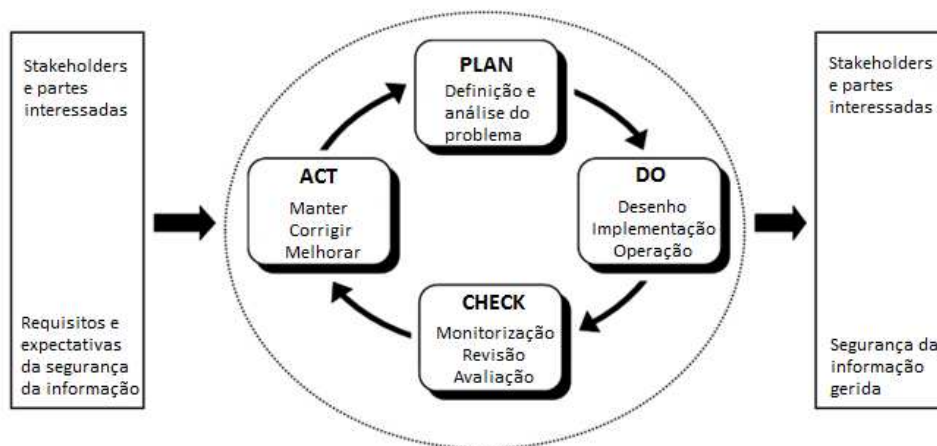 Stakeholders
e partes
interessadas
Requisitos e
expectativas
da segurança
da informação
PLAN
Definição e
análise do
problema
DO
Desenho
Implementação
Operação
CHECK
Monitorização
Revisão
Avaliação
ACT
Manter
Corrigir
Melhorar
Stakeholders
e partes
interessadas
Segurança da
informação
gerida